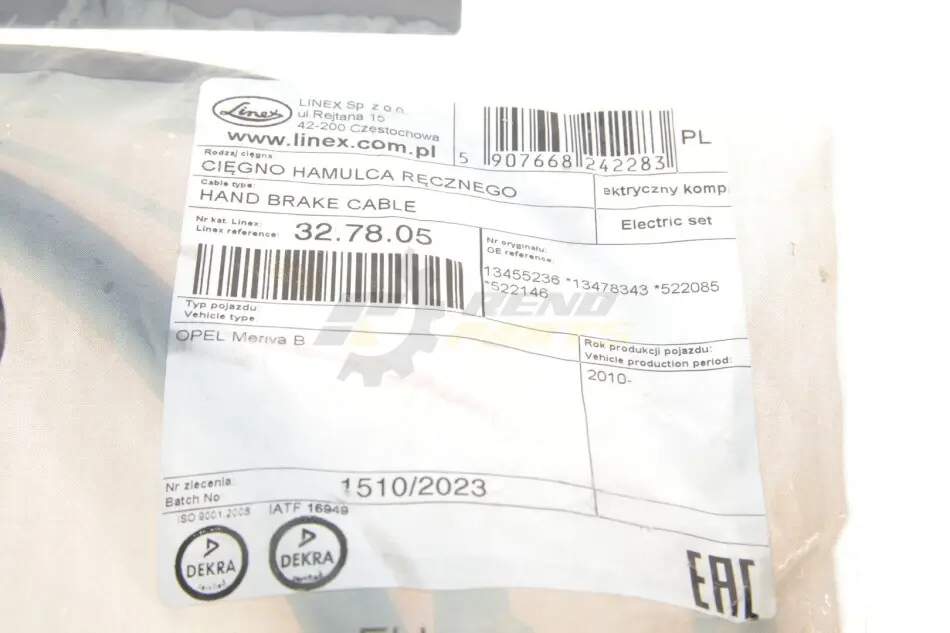 Linex
LINEX Sp. z o.o.
ul Rejtana 15
42-200 Częstochowa
www.linex.com.pl
5 907668 242283
PL
Rodzaj cięgna
CIĘGNO HAMULCA RĘCZNEGO
ektryczny komp
Cable type:
HAND BRAKE CABLE
Electric set
Nr kat. Linex:
Linex reference:
32.78.05
Nr oryginału:
OE reference:
13455236 *13478343 *522085
*522146
Typ pojazdu:
Vehicle type:
REND
PARTS
OPEL Meriva B
Rok produkcji pojazdu:
Vehicle production period:
2010-
Nr zlecenia:
Batch No
1510/2023
ISO 9001:2008
IATF 16949
DEKRA
DEKRA
EAC